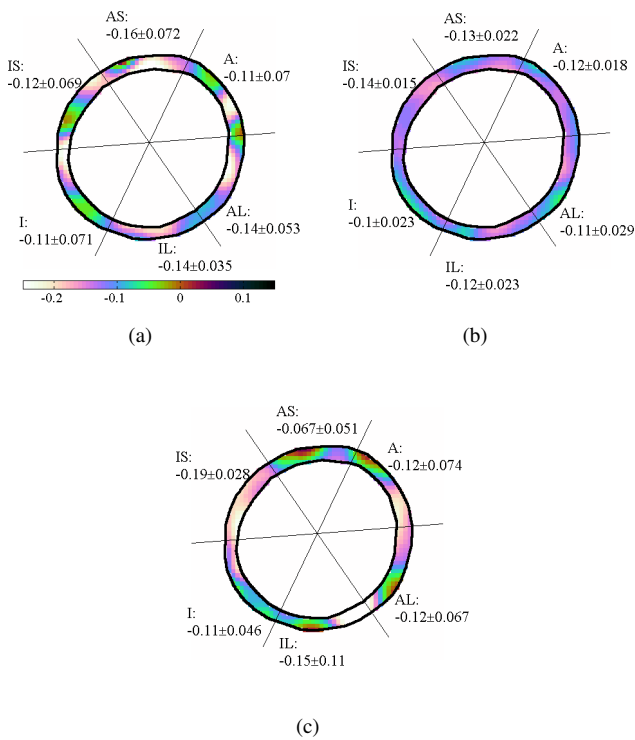 AS:
-0.16±0.072
A:
-0.11±0.07
IS:
-0.12±0.069
AL:
-0.14±0.053
I:
-0.11±0.071
IL:
-0.14±0.035
-0.2 -0.1 0 0.1
(a)
AS:
-0.13±0.022
A:
-0.12±0.018
IS:
-0.14±0.015
I:
-0.1±0.023
AL:
-0.11±0.029
IL:
-0.12±0.023
(b)
AS:
-0.067±0.051
A:
-0.12±0.074
IS:
-0.19±0.028
AL:
-0.12±0.067
I:
-0.11±0.046
IL:
-0.15±0.11
(c)